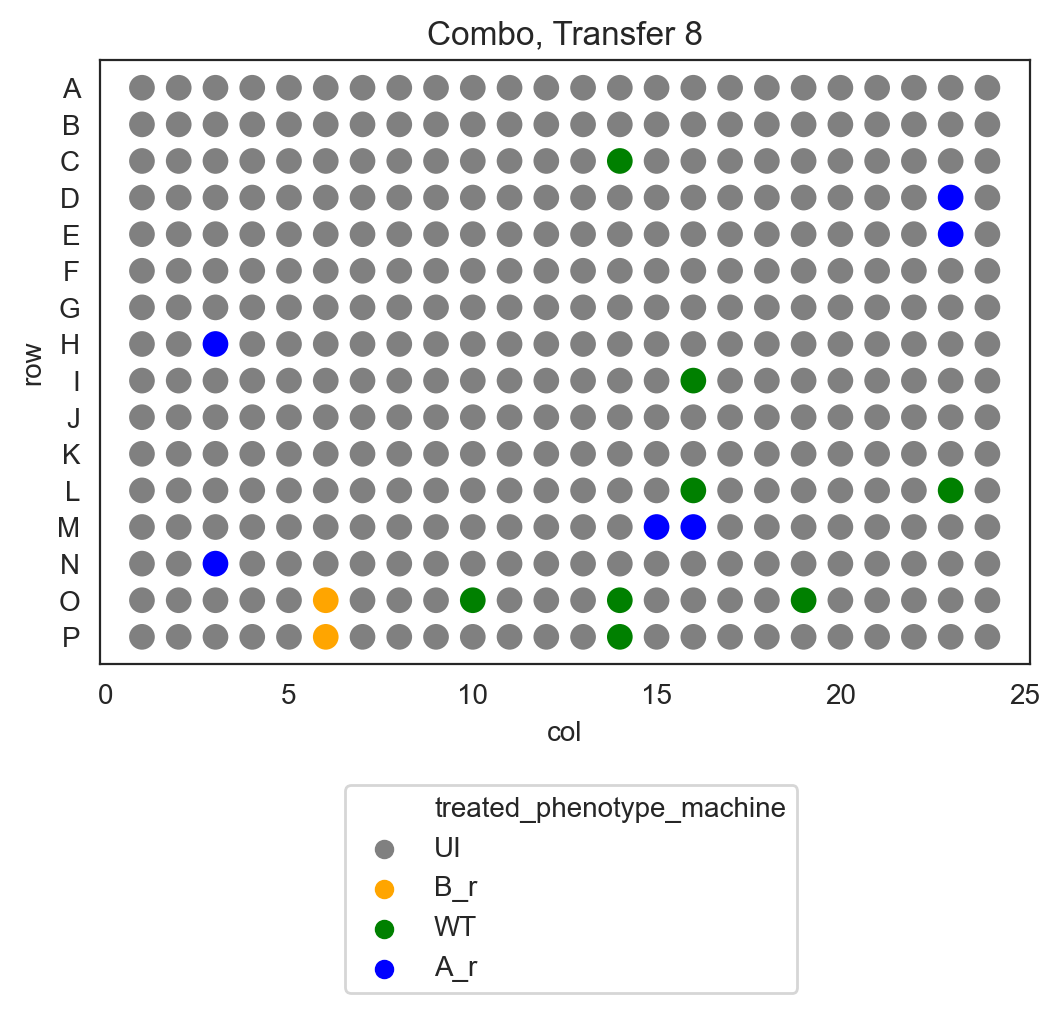 Combo, Transfer 8
A
B
C
D
E
F
G
H
I
J
K
L
M
N
O
P
row
0 5 10 15 20 25
col
treated_phenotype_machine
UI
B_r
WT
A_r